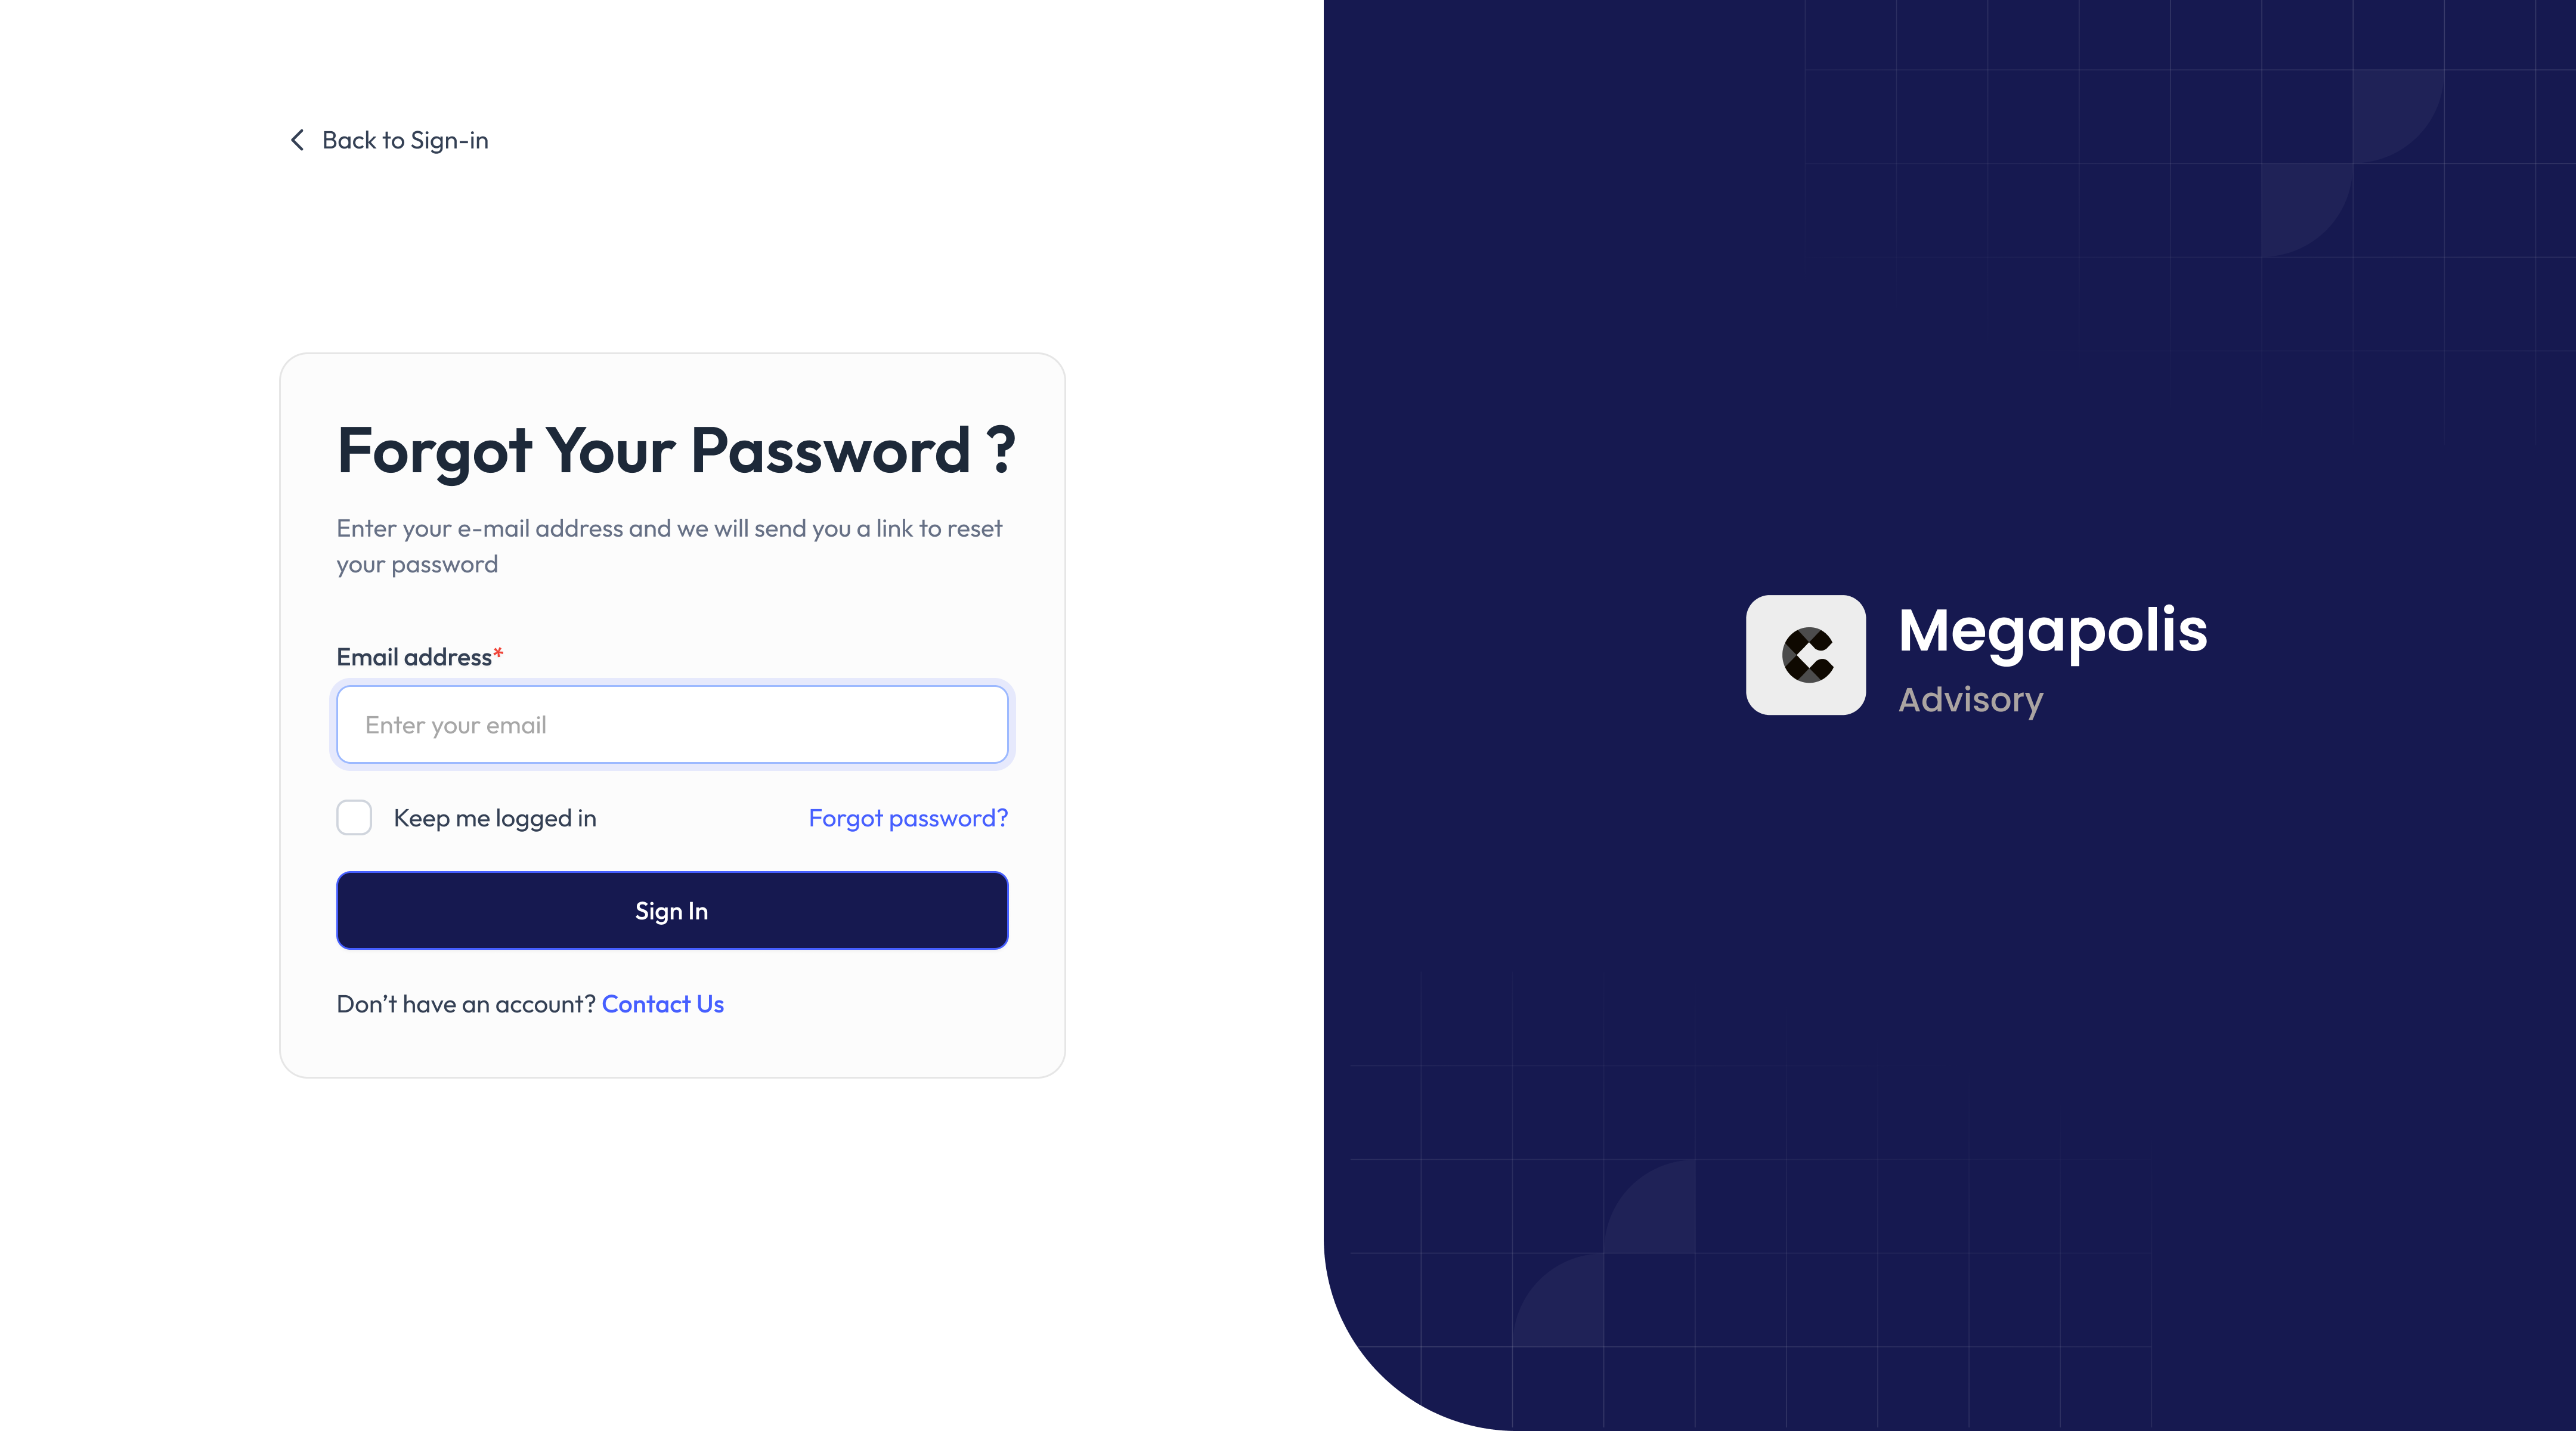 Back to Sign-in
Forgot Your Password ?
Enter your e-mail address and we will send you a link to reset
your password
Email address*
Enter your email
Keep me logged in
Forgot password?
Sign In
Don’t have an account? Contact Us
Megapolis
Advisory